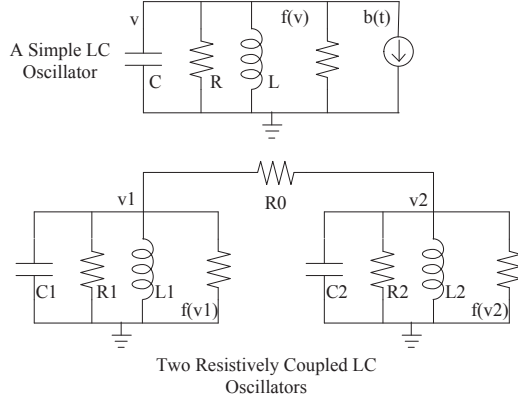 v
f(v)
b(t)
A Simple LC
Oscillator
C
R
L
v1
R0
v2
C1
R1
L1
f(v1)
C2
R2
L2
f(v2)
Two Resistively Coupled LC
Oscillators